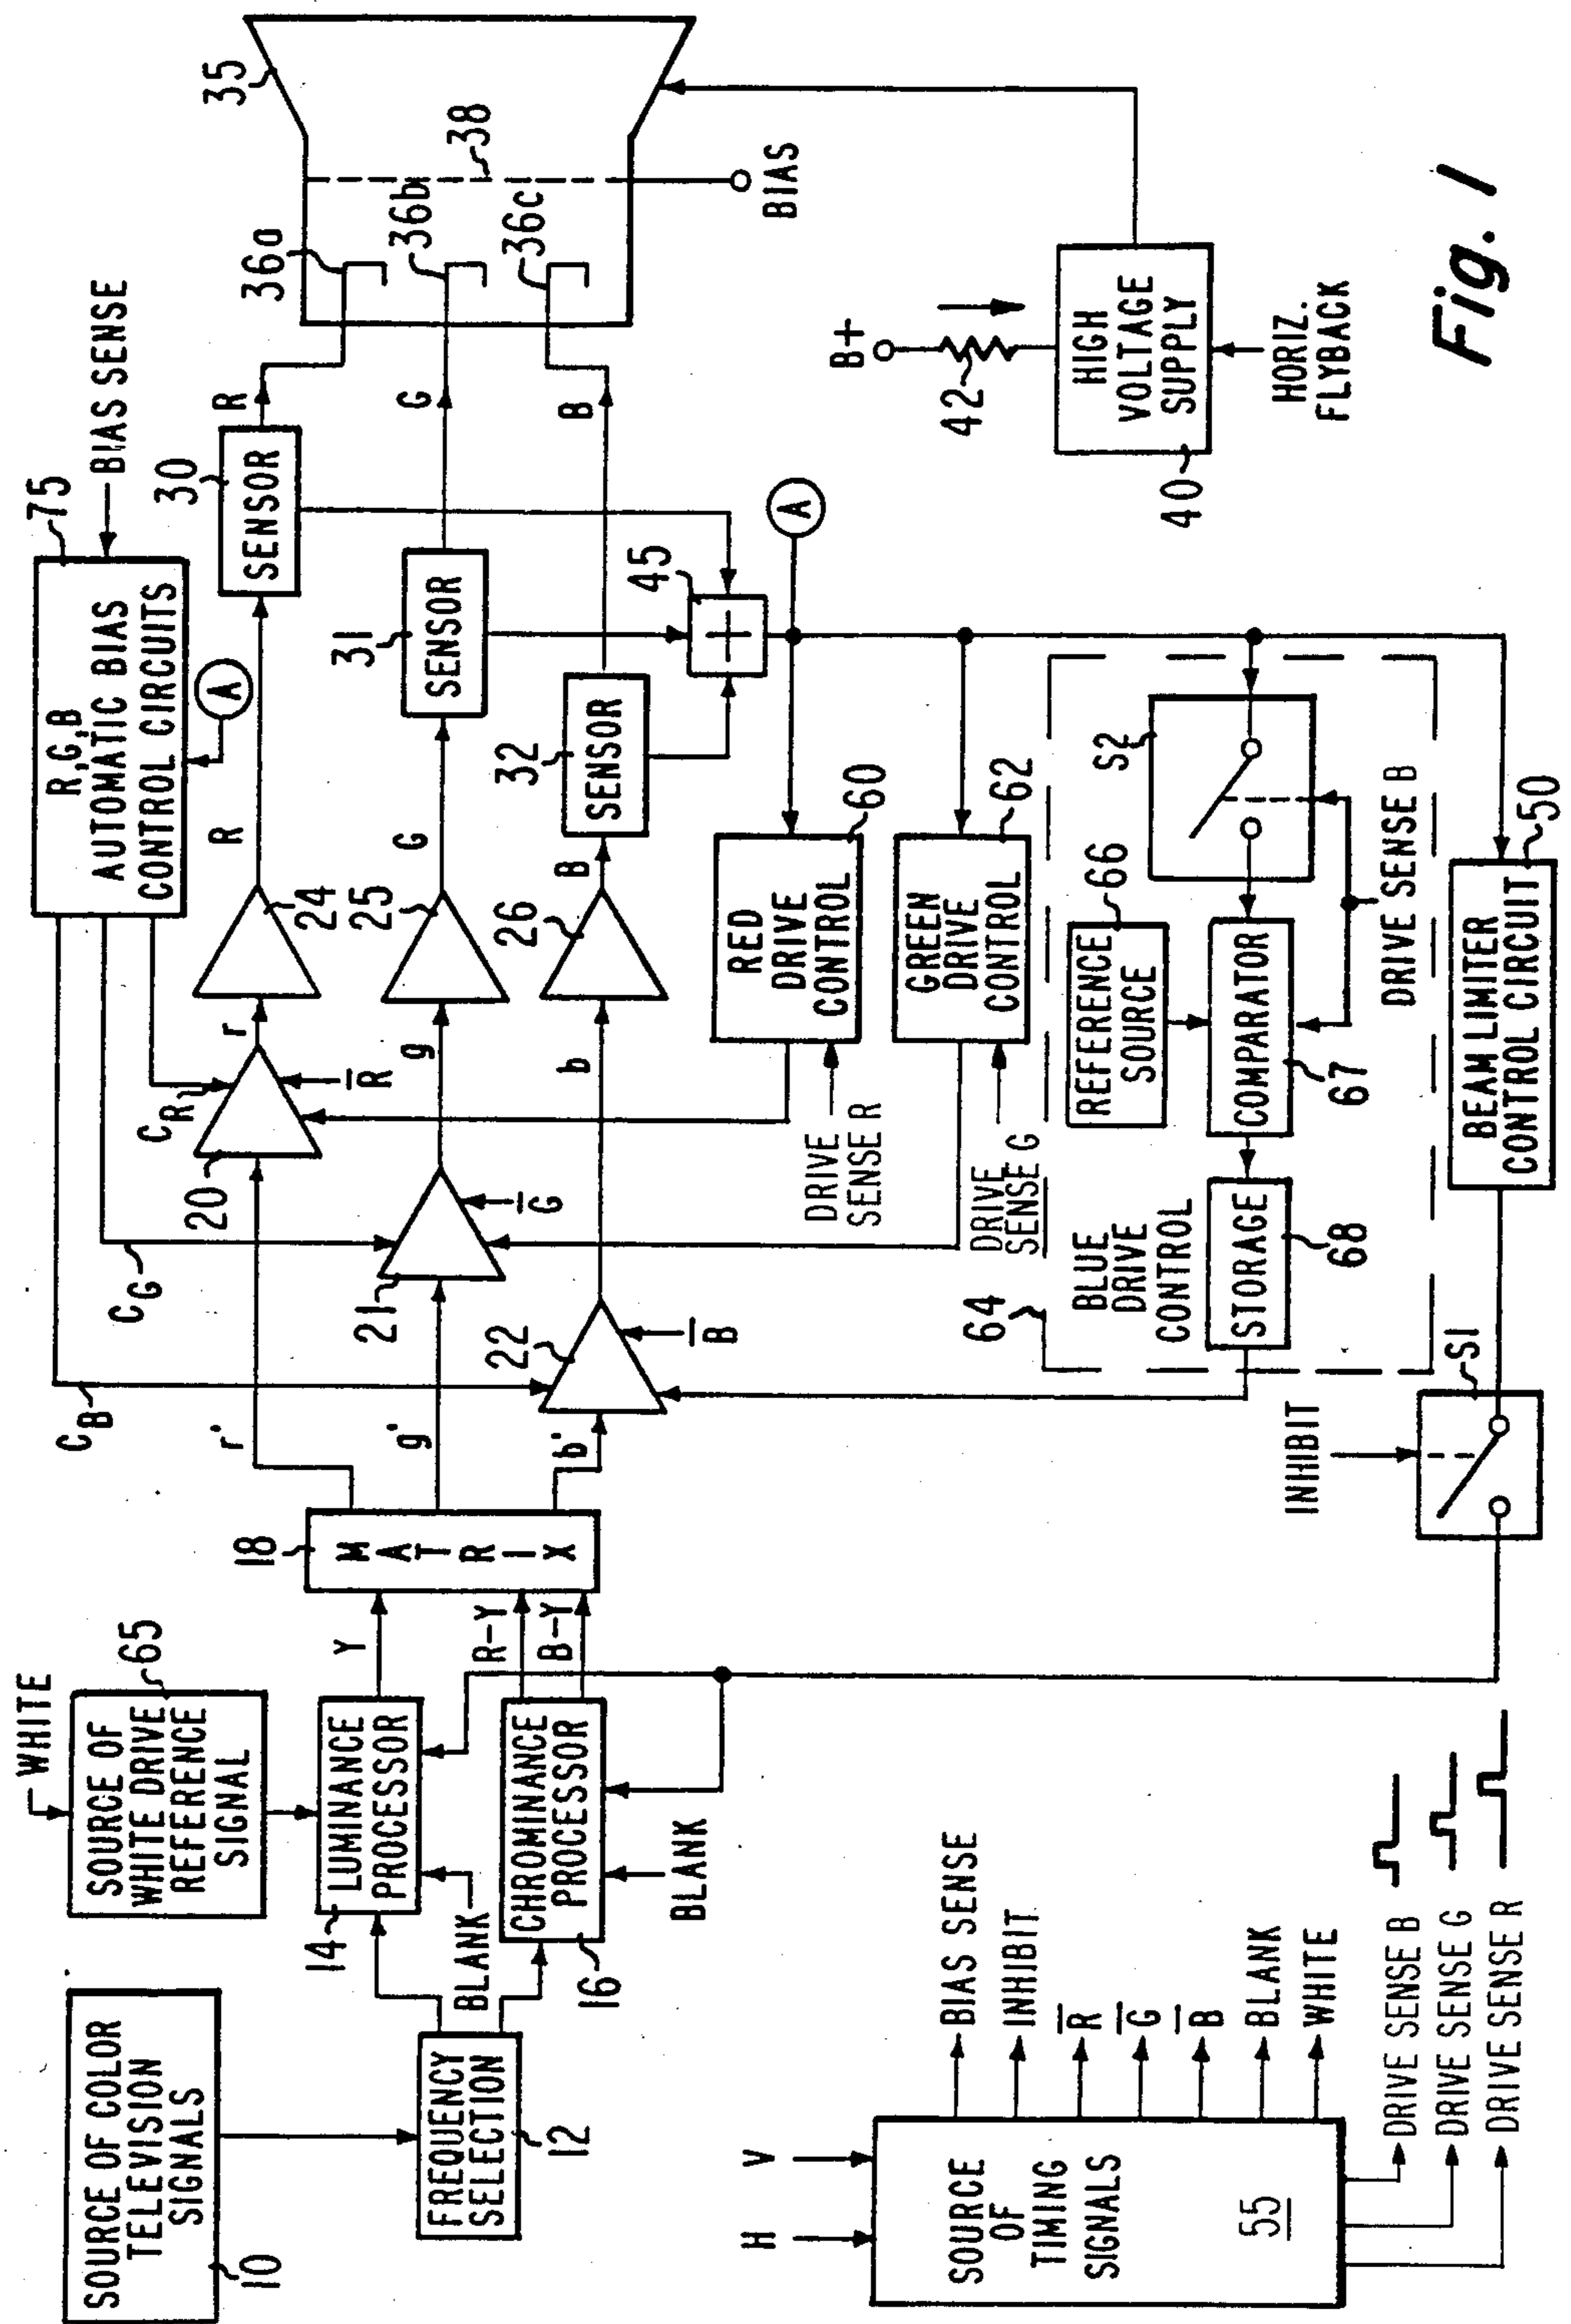 SOURCE OF COLOR
TELEVISION
SIGNALS
10
FREQUENCY
SELECTION
12
WHITE
SOURCE OF
WHITE DRIVE
REFERENCE
SIGNAL
65
LUMINANCE
PROCESSOR
14
BLANK
CHROMINANCE
PROCESSOR
16
BLANK
Y
R-Y
B-Y
MATRIX
18
r'
g'
b'
C_B
C_G
C_R
20
21
22
R̅
G̅
B̅
r
g
b
24
25
26
R
G
B
R,G,B
AUTOMATIC BIAS
CONTROL CIRCUITS
75
BIAS SENSE
A
SENSOR
30
SENSOR
31
SENSOR
32
R
G
B
45
+
A
35
36a
36b
36c
38
BIAS
B+
42
HIGH
VOLTAGE
SUPPLY
40
HORIZ.
FLYBACK
RED
DRIVE
CONTROL
60
DRIVE
SENSE R
GREEN
DRIVE
CONTROL
62
DRIVE
SENSE G
64
BLUE
DRIVE
CONTROL
REFERENCE
SOURCE
66
S2
COMPARATOR
67
STORAGE
68
DRIVE SENSE B
BEAM LIMITER
CONTROL CIRCUIT
50
S1
INHIBIT
H
V
SOURCE
OF
TIMING
SIGNALS
55
BIAS SENSE
INHIBIT
R̅
G̅
B̅
BLANK
WHITE
DRIVE SENSE B
DRIVE SENSE G
DRIVE SENSE R
Fig. 1